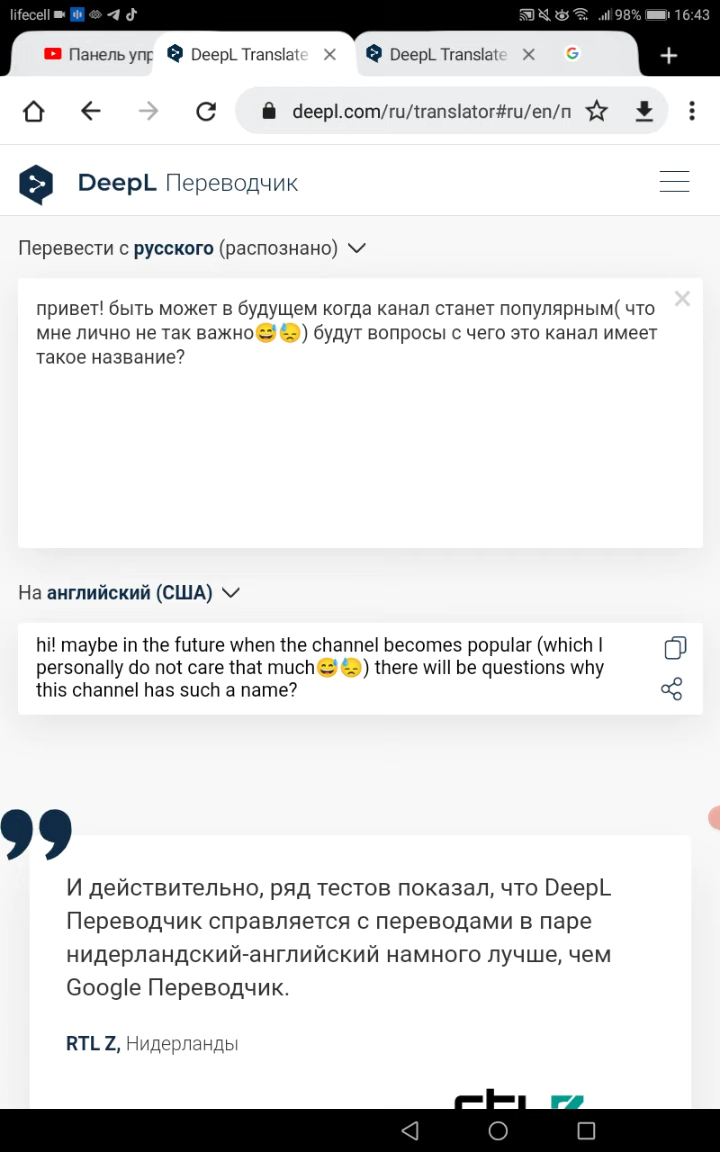 lifecell 98% 16:43
Панель упр DeepL Translate DeepL Translate
deepl.com/ru/translator#ru/en/п
DeepL Переводчик
Перевести с русского (распознано)
привет! быть может в будущем когда канал станет популярным( что
мне лично не так важно😅😓) будут вопросы с чего это канал имеет
такое название?
На английский (США)
hi! maybe in the future when the channel becomes popular (which I
personally do not care that much😅😓) there will be questions why
this channel has such a name?
И действительно, ряд тестов показал, что DeepL
Переводчик справляется с переводами в паре
нидерландский-английский намного лучше, чем
Google Переводчик.
RTL Z, Нидерланды
rtl Z